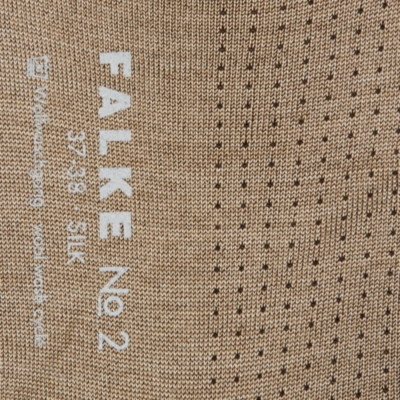 FALKE No 2
37-38 / SILK
Wollwaschgang wool wash cycle